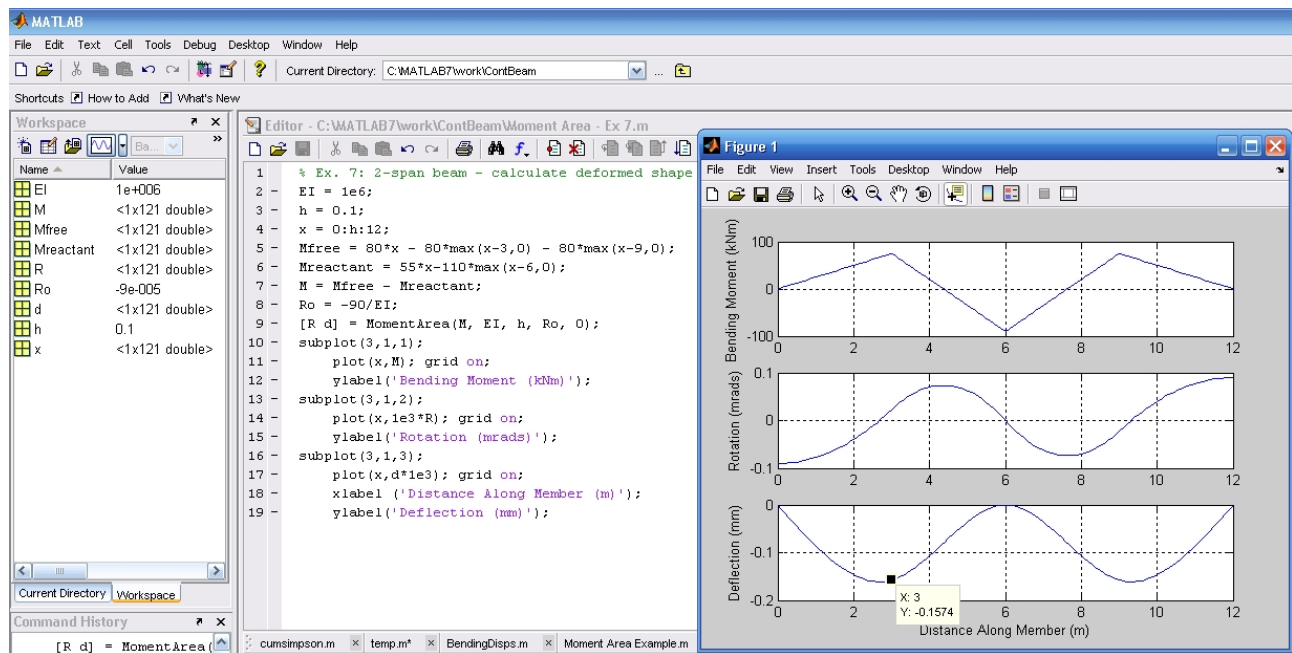 MATLAB
File Edit Text Cell Tools Debug Desktop Window Help
Current Directory: C:\MATLAB7\work\ContBeam ...
Shortcuts How to Add What's New
Workspace
Ba... »
Name Value
EI 1e+006
M <1x121 double>
Mfree <1x121 double>
Mreactant <1x121 double>
R <1x121 double>
Ro -9e-005
d <1x121 double>
h 0.1
x <1x121 double>
Current Directory Workspace
Command History
[R d] = MomentArea(
Editor - C:\MATLAB7\work\ContBeam\Moment Area - Ex 7.m
1 % Ex. 7: 2-span beam - calculate deformed shape
2 - EI = 1e6;
3 - h = 0.1;
4 - x = 0:h:12;
5 - Mfree = 80*x - 80*max(x-3,0) - 80*max(x-9,0);
6 - Mreactant = 55*x-110*max(x-6,0);
7 - M = Mfree - Mreactant;
8 - Ro = -90/EI;
9 - [R d] = MomentArea(M, EI, h, Ro, 0);
10 - subplot(3,1,1);
11 - plot(x,M); grid on;
12 - ylabel('Bending Moment (kNm)');
13 - subplot(3,1,2);
14 - plot(x,1e3*R); grid on;
15 - ylabel('Rotation (mrads)');
16 - subplot(3,1,3);
17 - plot(x,d*1e3); grid on;
18 - xlabel ('Distance Along Member (m)');
19 - ylabel('Deflection (mm)');
cumsimpson.m × temp.m* × BendingDisps.m × Moment Area Example.m
Figure 1
File Edit View Insert Tools Desktop Window Help
Bending Moment (kNm)
100
0
-100
0 2 4 6 8 10 12
Rotation (mrads)
0.1
0
-0.1
0 2 4 6 8 10 12
Deflection (mm)
0
-0.1
-0.2
X: 3
Y: -0.1574
0 2 4 6 8 10 12
Distance Along Member (m)